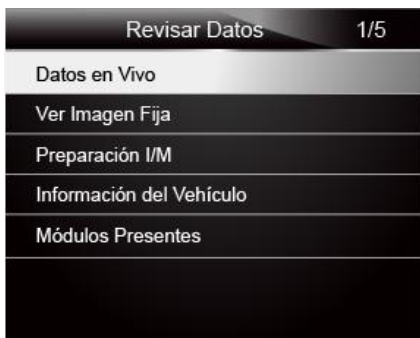 Revisar Datos 1/5
Datos en Vivo
Ver Imagen Fija
Preparación I/M
Información del Vehículo
Módulos Presentes